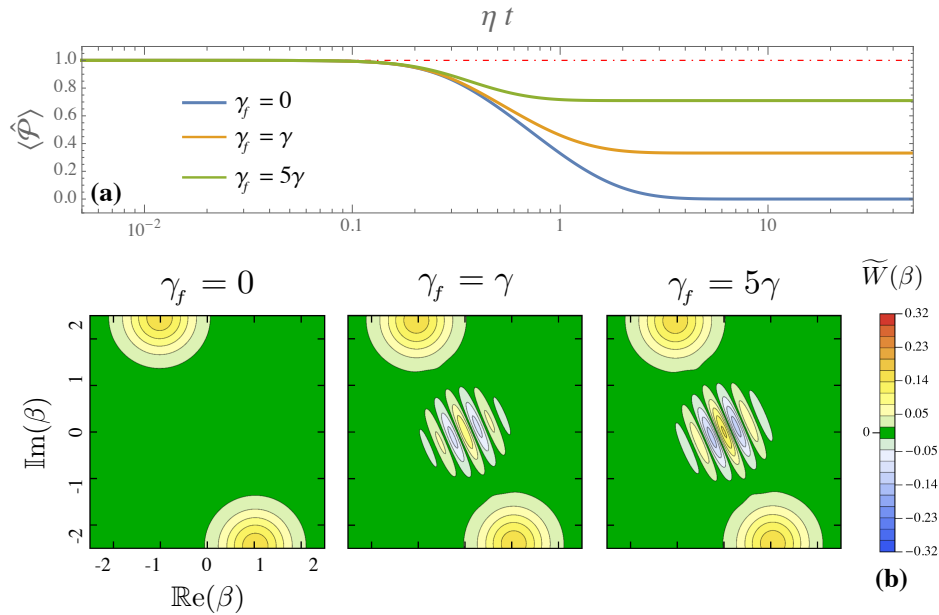 η t
1.0
0.8
0.6
0.4
0.2
0.0
⟨𝒫̂⟩
γ_f = 0
γ_f = γ
γ_f = 5γ
(a)
10⁻² 0.1 1 10
γ_f = 0 γ_f = γ γ_f = 5γ W̃(β)
2
1
0
-1
-2
𝕀m(β)
-2 -1 0 1 2
ℝe(β)
0.32
0.23
0.14
0.05
0
-0.05
-0.14
-0.23
-0.32
(b)